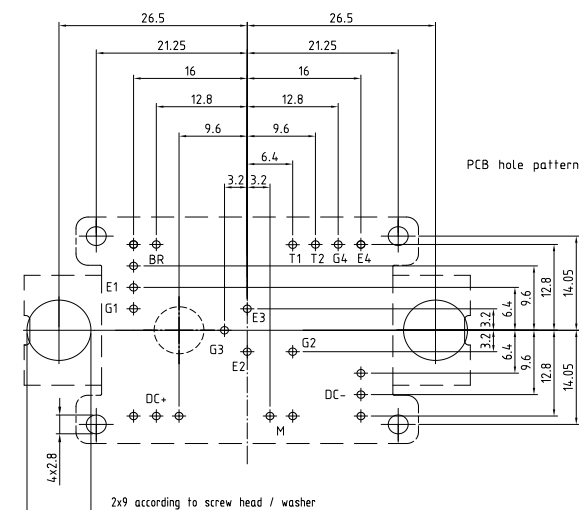 26.5 26.5
21.25 21.25
16 16
12.8 12.8
9.6 9.6
6.4
PCB hole pattern
3.2 3.2
BR T1 T2 G4 E4
E1
G1
E3
G3
E2
G2
3.2
6.4
9.6
12.8
14.05
3.2
6.4
9.6
12.8
14.05
DC+
DC-
M
4x2.8
2x9 according to screw head / washer